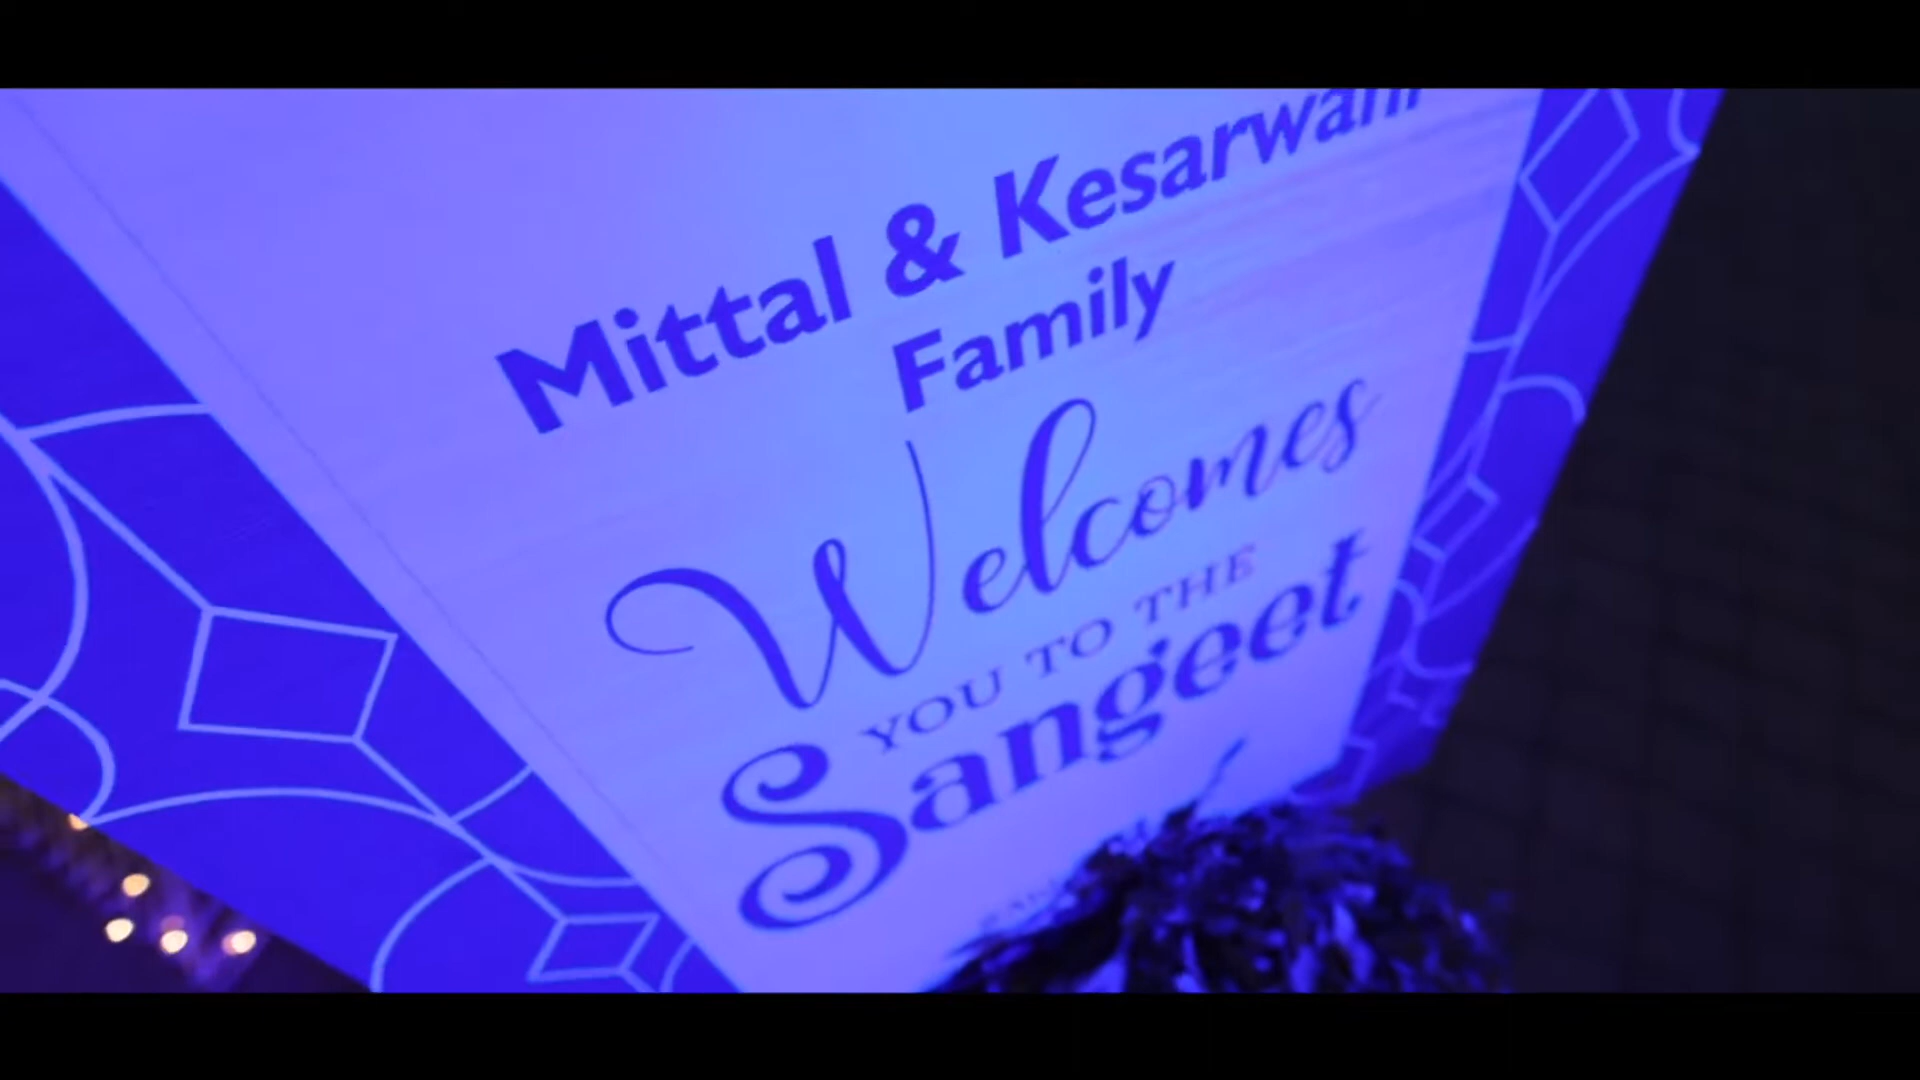 Mittal & Kesarwani
Family
Welcomes
YOU TO THE
Sangeet